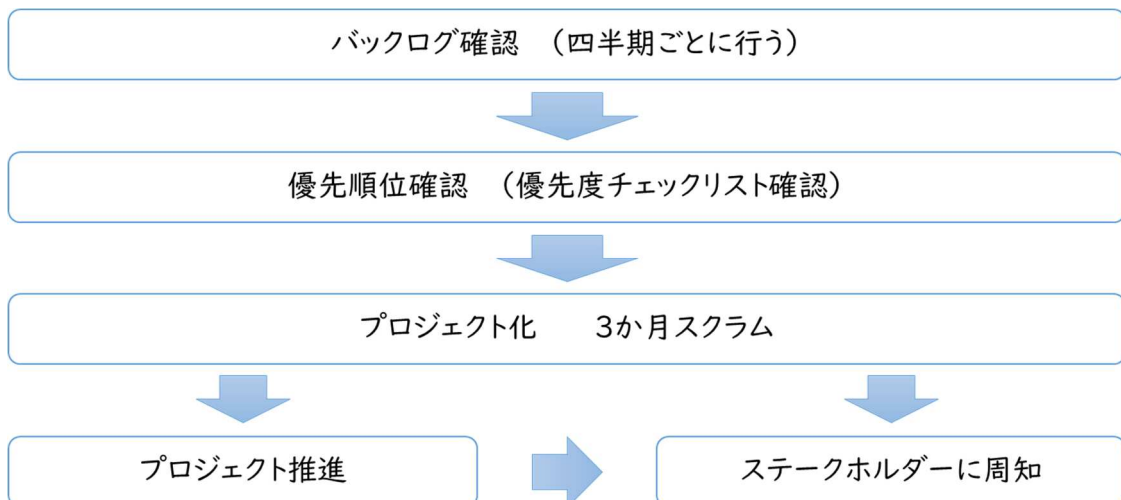 バックログ確認　（四半期ごとに行う）
優先順位確認　（優先度チェックリスト確認）
プロジェクト化　　３か月スクラム
プロジェクト推進
ステークホルダーに周知